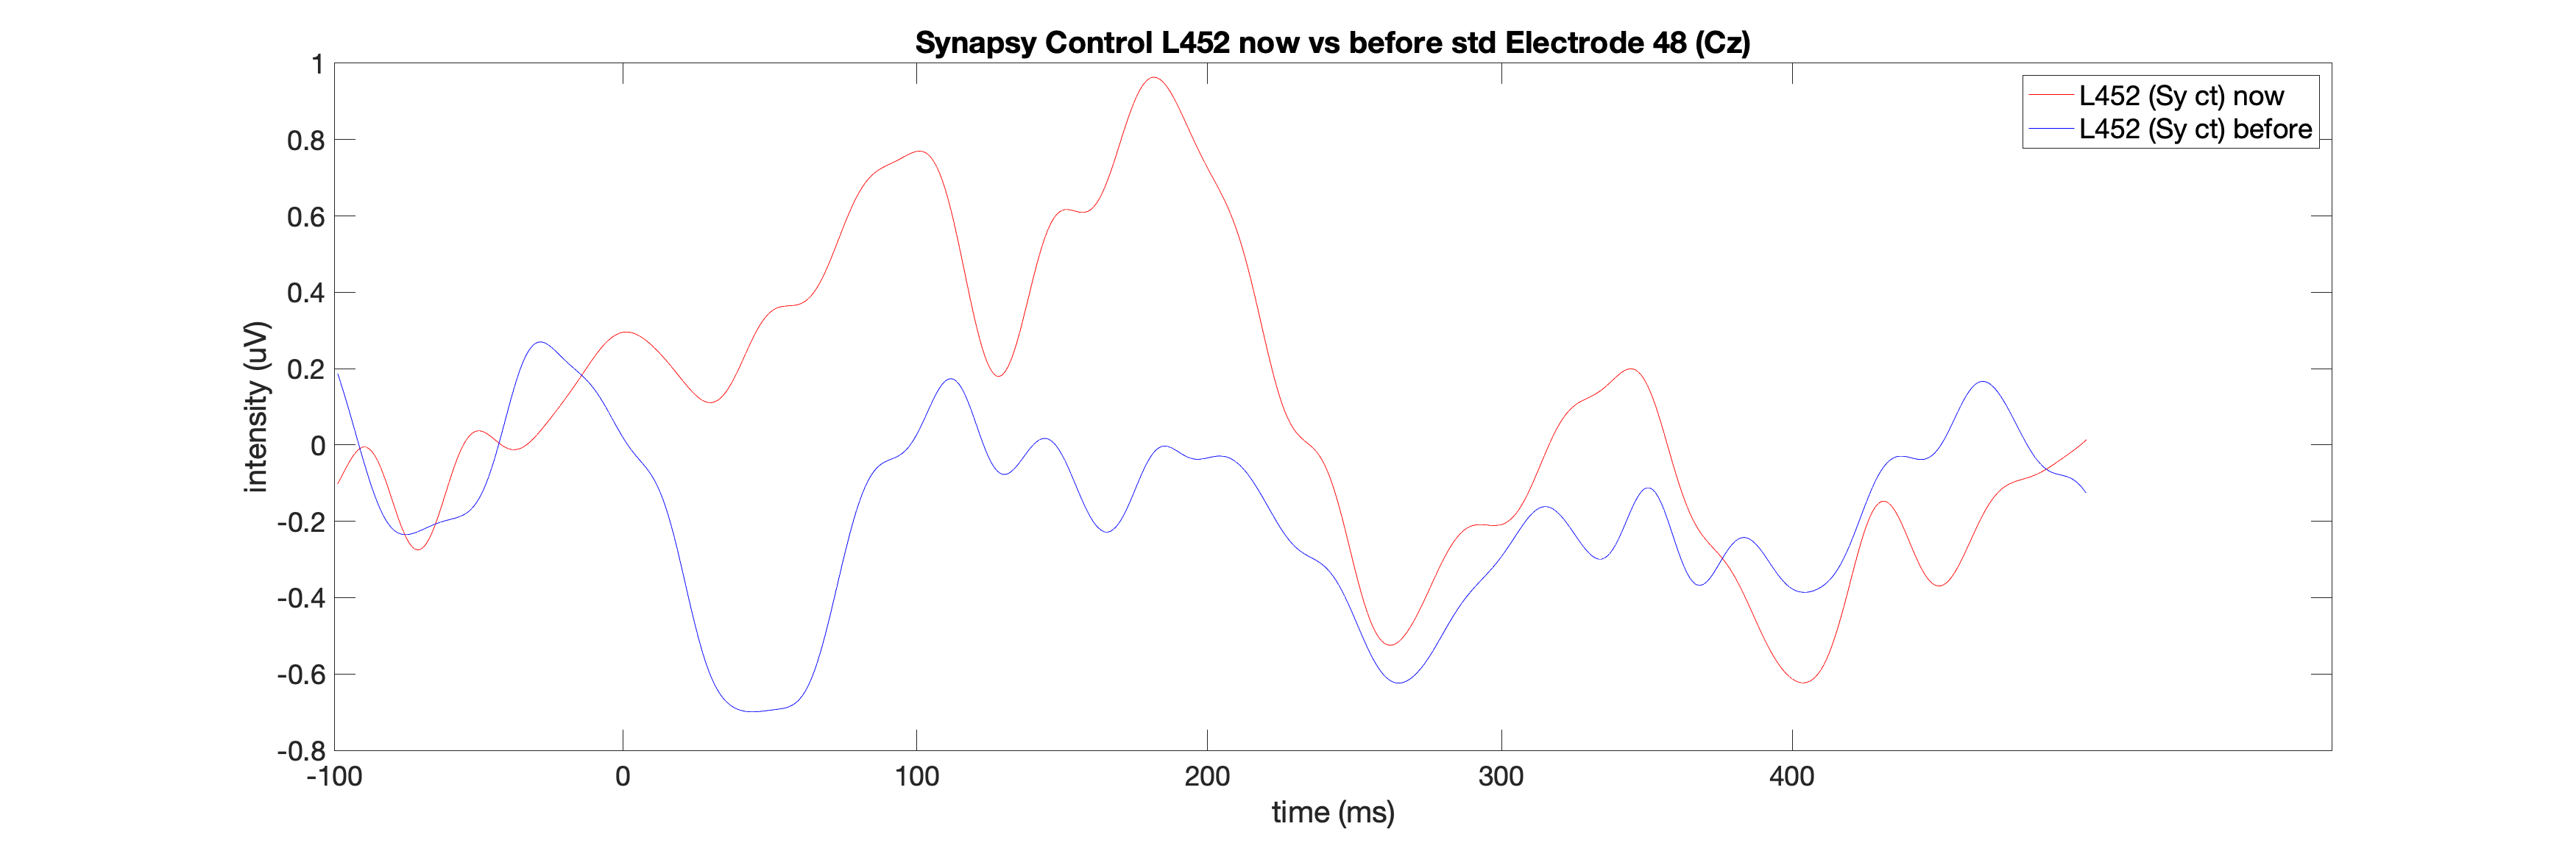 Synapsy Control L452 now vs before std Electrode 48 (Cz)
1
0.8
0.6
0.4
0.2
0
-0.2
-0.4
-0.6
-0.8
intensity (uV)
L452 (Sy ct) now
L452 (Sy ct) before
-100 0 100 200 300 400
time (ms)